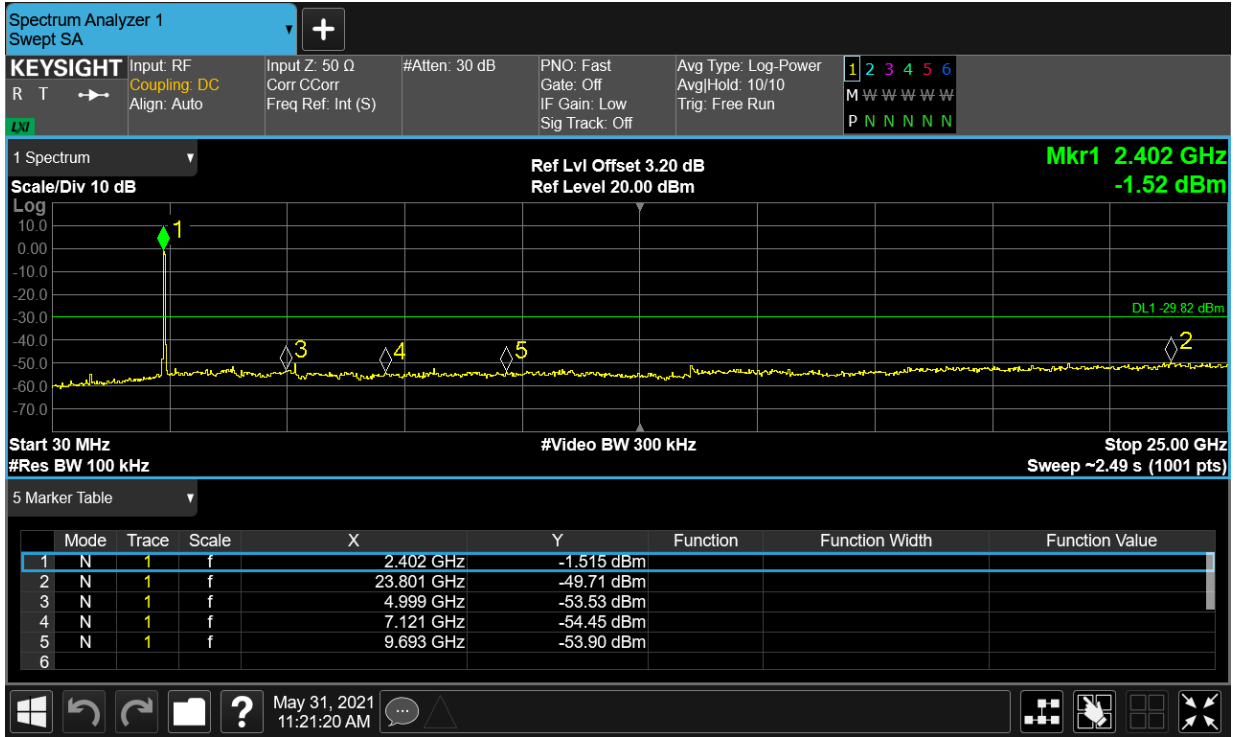 Spectrum Analyzer 1
Swept SA
KEYSIGHT Input: RF Input Z: 50 Ω #Atten: 30 dB PNO: Fast Avg Type: Log-Power 1 2 3 4 5 6
R T Coupling: DC Corr CCorr Gate: Off Avg|Hold: 10/10 M W W W W W
Align: Auto Freq Ref: Int (S) IF Gain: Low Trig: Free Run P N N N N N
LXI Sig Track: Off
1 Spectrum
Ref Lvl Offset 3.20 dB Mkr1 2.402 GHz
Scale/Div 10 dB Ref Level 20.00 dBm -1.52 dBm
Log
10.0 1
0.00
-10.0
-20.0
DL1 -29.82 dBm
-30.0
-40.0
3 4 5 2
-50.0
-60.0
-70.0
Start 30 MHz #Video BW 300 kHz Stop 25.00 GHz
#Res BW 100 kHz Sweep ~2.49 s (1001 pts)
5 Marker Table
Mode Trace Scale X Y Function Function Width Function Value
1 N 1 f 2.402 GHz -1.515 dBm
2 N 1 f 23.801 GHz -49.71 dBm
3 N 1 f 4.999 GHz -53.53 dBm
4 N 1 f 7.121 GHz -54.45 dBm
5 N 1 f 9.693 GHz -53.90 dBm
6
? May 31, 2021
11:21:20 AM